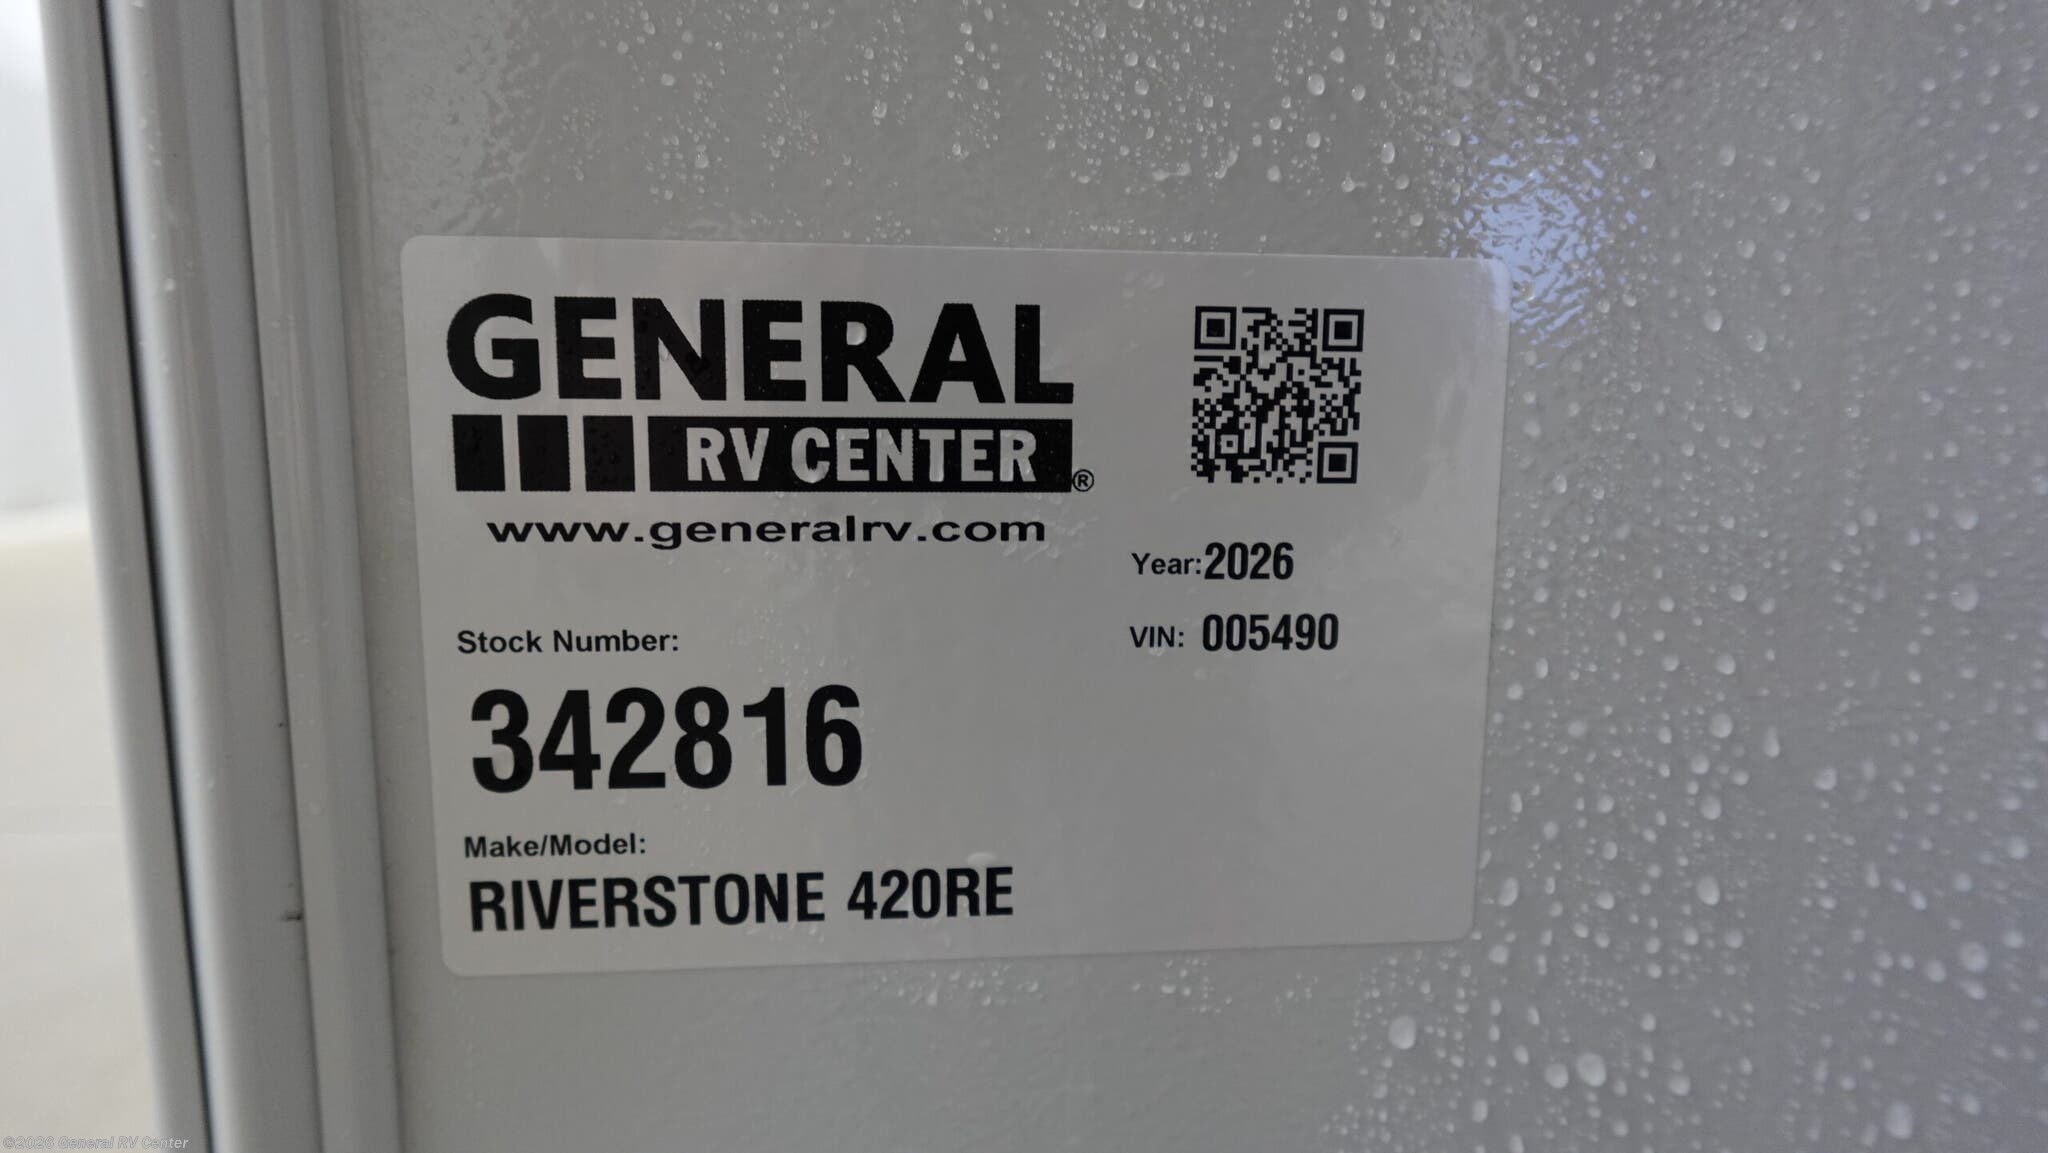 GENERAL
RV CENTER®
www.generalrv.com
Year:2026
VIN: 005490
Stock Number:
342816
Make/Model:
RIVERSTONE 420RE
©2026 General RV Center